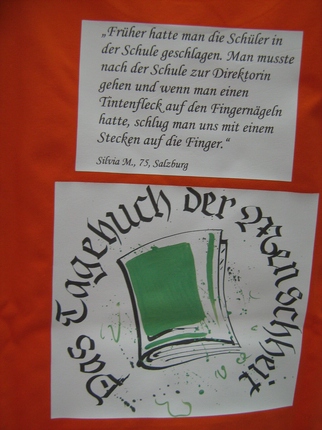 „Früher hatte man die Schüler in
der Schule geschlagen. Man musste
nach der Schule zur Direktorin
gehen und wenn man einen
Tintenfleck auf den Fingernägeln
hatte, schlug man uns mit einem
Stecken auf die Finger.“
Silvia M., 75, Salzburg
Das Tagebuch der Menschheit